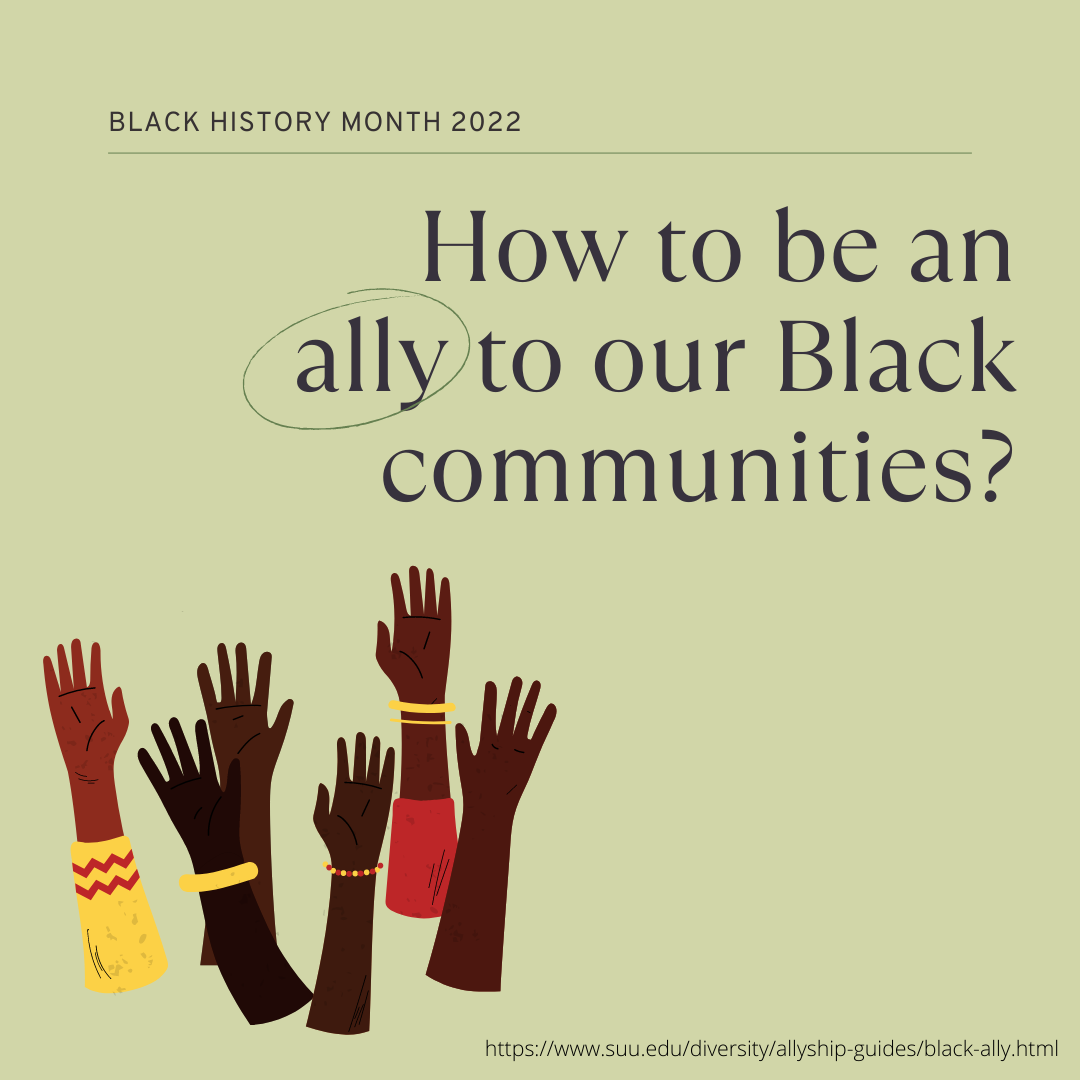 BLACK HISTORY MONTH 2022
How to be an
ally to our Black
communities?
https://www.suu.edu/diversity/allyship-guides/black-ally.html